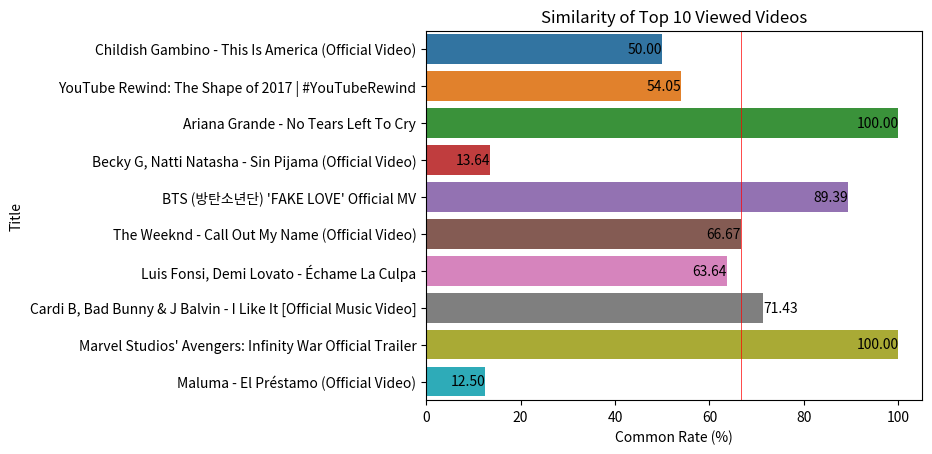 Similarity of Top 10 Viewed Videos
Title
Childish Gambino - This Is America (Official Video) 50.00
YouTube Rewind: The Shape of 2017 | #YouTubeRewind 54.05
Ariana Grande - No Tears Left To Cry 100.00
Becky G, Natti Natasha - Sin Pijama (Official Video) 13.64
BTS (방탄소년단) 'FAKE LOVE' Official MV 89.39
The Weeknd - Call Out My Name (Official Video) 66.67
Luis Fonsi, Demi Lovato - Échame La Culpa 63.64
Cardi B, Bad Bunny & J Balvin - I Like It [Official Music Video] 71.43
Marvel Studios' Avengers: Infinity War Official Trailer 100.00
Maluma - El Préstamo (Official Video) 12.50
0 20 40 60 80 100
Common Rate (%)